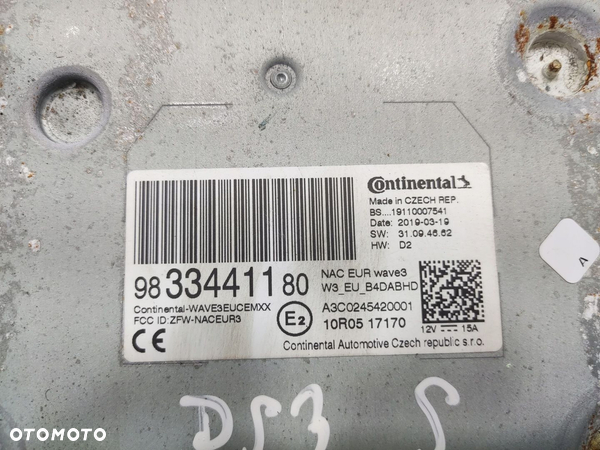 Continental
Made in CZECH REP.
BS....19110007541
Date: 2019-03-19
SW: 31.09.46.62
HW: D2
98 334411 80
NAC EUR wave3
W3_EU_B4DABHD
Continental-WAVE3EUCEMXX
FCC ID:ZFW-NACEUR3
A3C0245420001
E2
10R05 17170
12V 15A
CE
Continental Automotive Czech republic s.r.o.
A
DS3 S
OTOMOTO